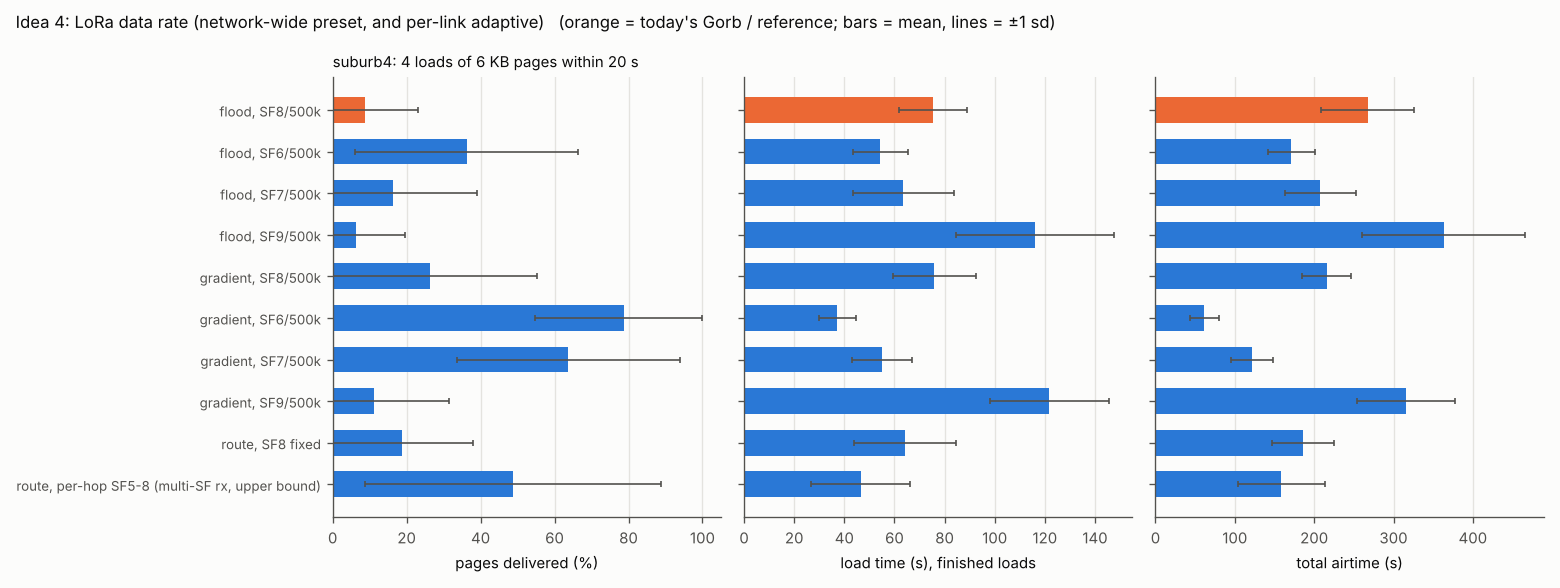 Idea 4: LoRa data rate (network-wide preset, and per-link adaptive)   (orange = today's Gorb / reference; bars = mean, lines = ±1 sd)
suburb4: 4 loads of 6 KB pages within 20 s
flood, SF8/500k
flood, SF6/500k
flood, SF7/500k
flood, SF9/500k
gradient, SF8/500k
gradient, SF6/500k
gradient, SF7/500k
gradient, SF9/500k
route, SF8 fixed
route, per-hop SF5-8 (multi-SF rx, upper bound)
0 20 40 60 80 100
pages delivered (%)
0 20 40 60 80 100 120 140
load time (s), finished loads
0 100 200 300 400
total airtime (s)